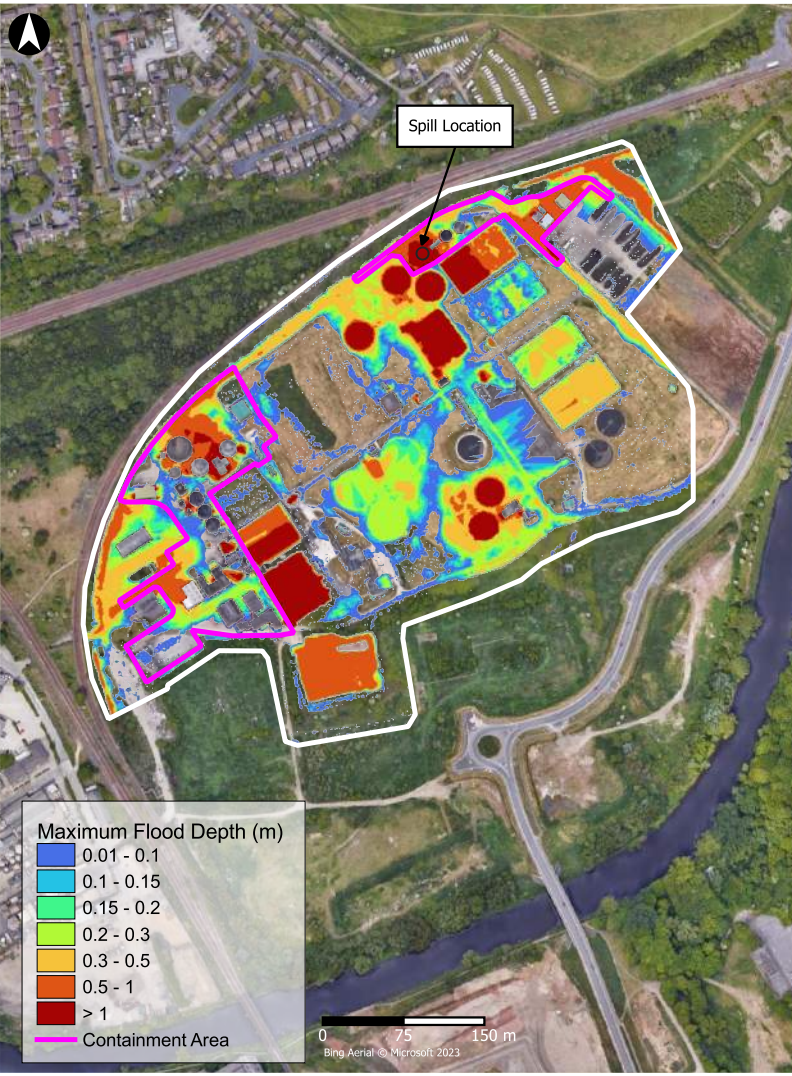 Spill Location
Maximum Flood Depth (m)
0.01 - 0.1
0.1 - 0.15
0.15 - 0.2
0.2 - 0.3
0.3 - 0.5
0.5 - 1
> 1
Containment Area
0 75 150 m
Bing Aerial © Microsoft 2023